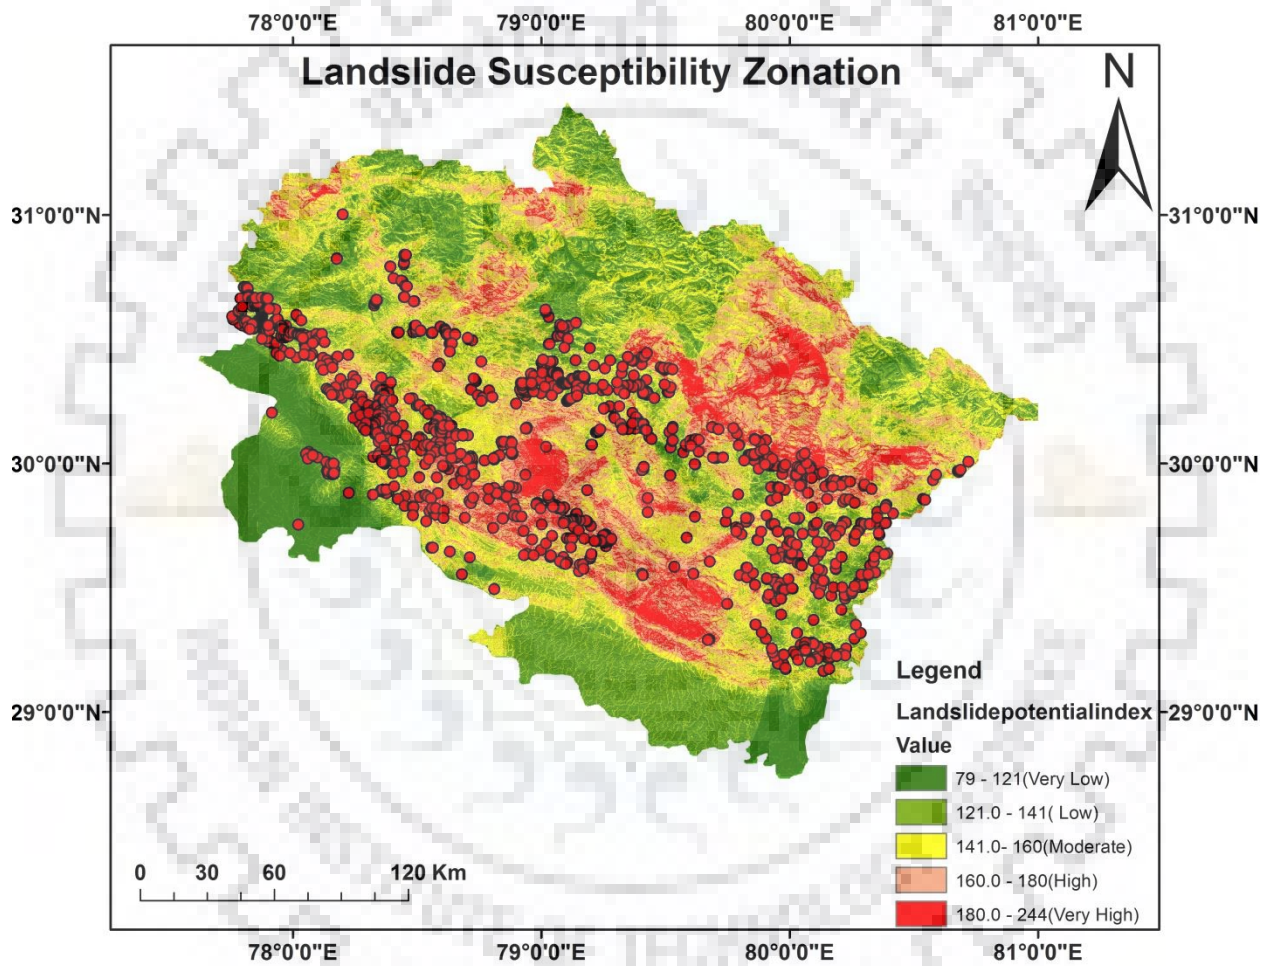 78°0'0"E 79°0'0"E 80°0'0"E 81°0'0"E
Landslide Susceptibility Zonation
N
31°0'0"N 31°0'0"N
30°0'0"N 30°0'0"N
Legend
29°0'0"N Landslidepotentialindex 29°0'0"N
Value
79 - 121(Very Low)
121.0 - 141( Low)
141.0- 160(Moderate)
0 30 60 120 Km
160.0 - 180(High)
180.0 - 244(Very High)
78°0'0"E 79°0'0"E 80°0'0"E 81°0'0"E